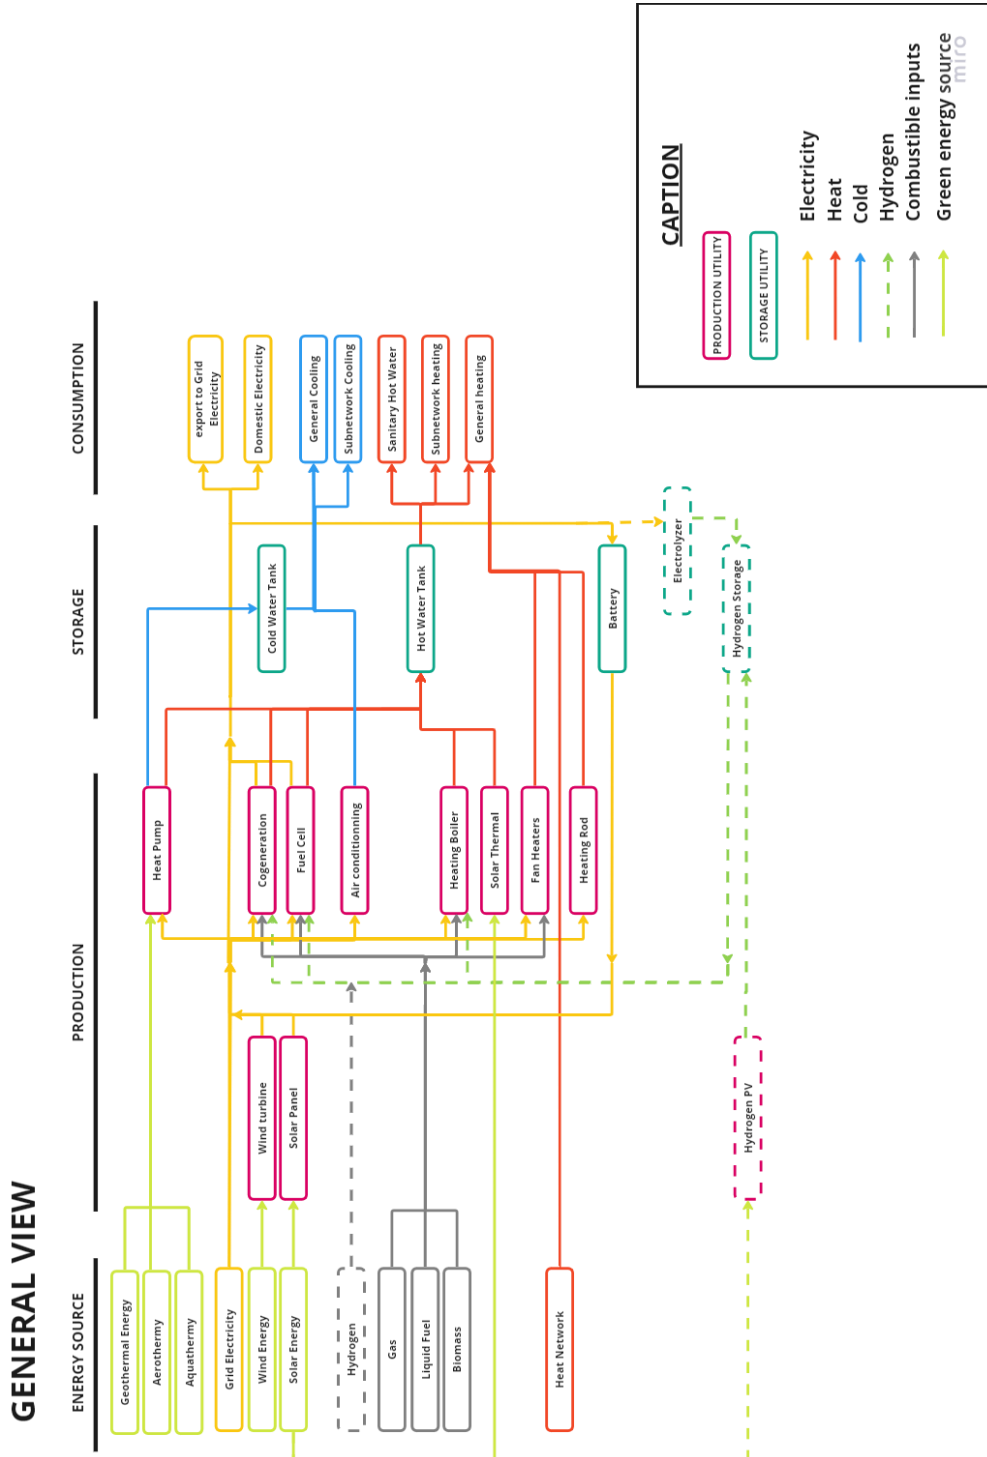 GENERAL VIEW
ENERGY SOURCE
PRODUCTION
STORAGE
CONSUMPTION
Geothermal Energy
Aerothermy
Aquathermy
Grid Electricity
Wind Energy
Solar Energy
Hydrogen
Gas
Liquid Fuel
Biomass
Heat Network
Wind turbine
Solar Panel
Hydrogen PV
Heat Pump
Cogeneration
Fuel Cell
Air conditionning
Heating Boiler
Solar Thermal
Fan Heaters
Heating Rod
Cold Water Tank
Hot Water Tank
Battery
Electrolyzer
Hydrogen Storage
export to Grid
Electricity
Domestic Electricity
General Cooling
Subnetwork Cooling
Sanitary Hot Water
Subnetwork heating
General heating
CAPTION
PRODUCTION UTILITY
STORAGE UTILITY
Electricity
Heat
Cold
Hydrogen
Combustible inputs
Green energy source
miro